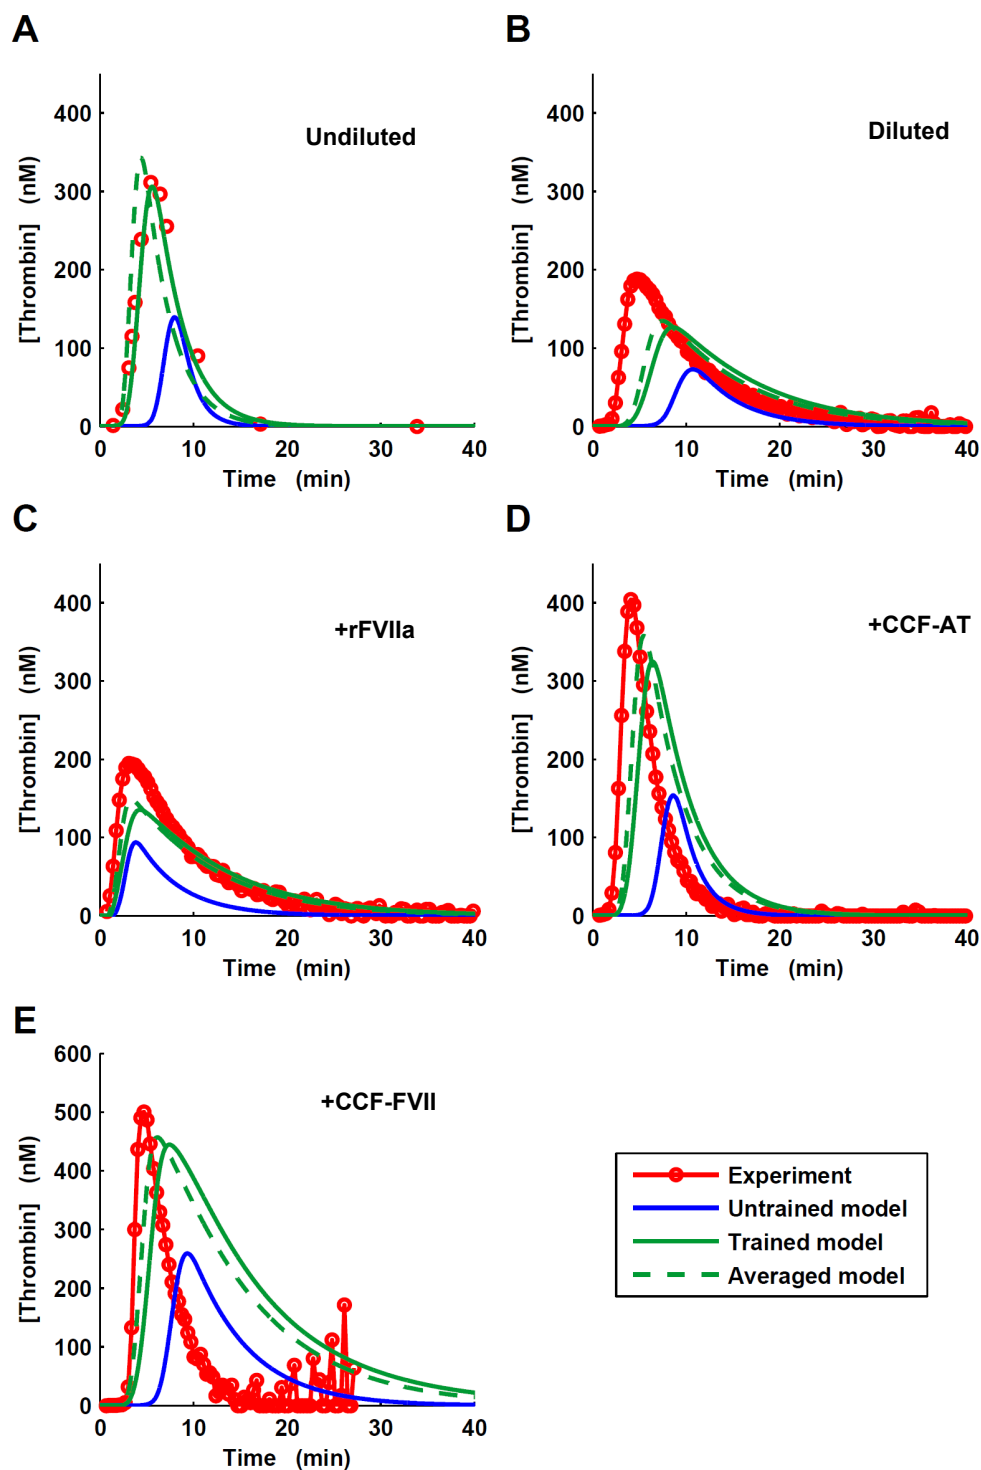 A
B
[Thrombin] (nM)
400
300
200
100
0
Undiluted
0 10 20 30 40
Time (min)
[Thrombin] (nM)
400
300
200
100
0
Diluted
0 10 20 30 40
Time (min)
C
D
[Thrombin] (nM)
400
300
200
100
0
+rFVIIa
0 10 20 30 40
Time (min)
[Thrombin] (nM)
400
300
200
100
0
+CCF-AT
0 10 20 30 40
Time (min)
E
[Thrombin] (nM)
600
500
400
300
200
100
0
+CCF-FVII
0 10 20 30 40
Time (min)
Experiment
Untrained model
Trained model
Averaged model